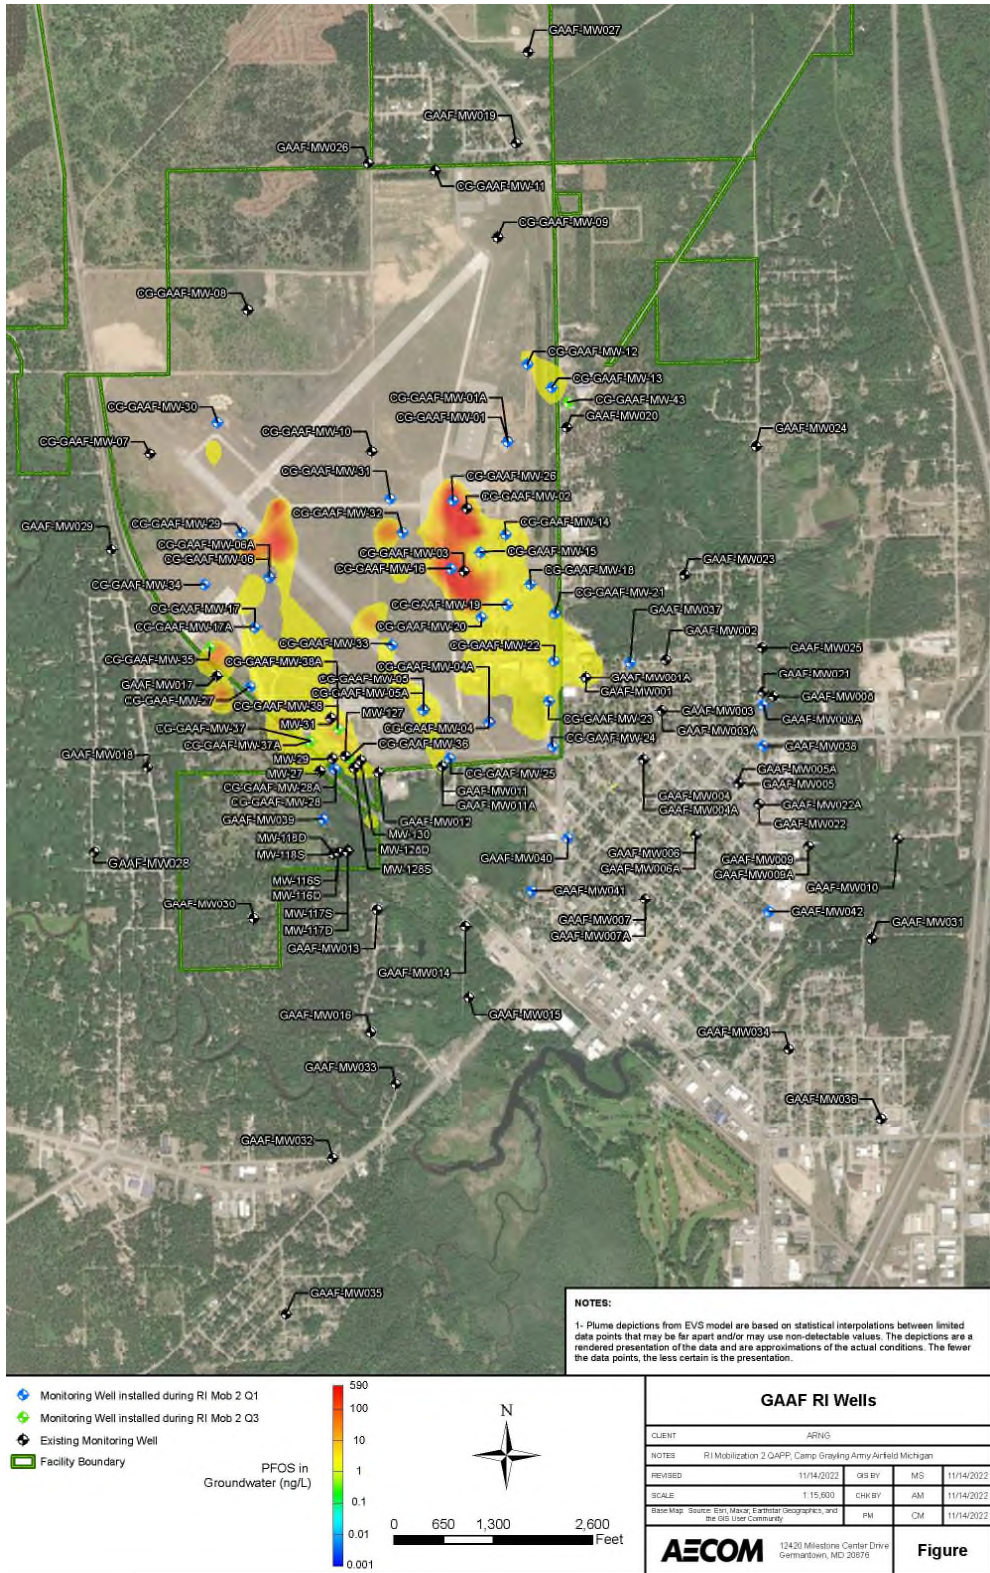 GAAF-MW027
GAAF-MW019
GAAF-MW026
CG-GAAF-MW-11
CG-GAAF-MW-09
CG-GAAF-MW-08
CG-GAAF-MW-12
CG-GAAF-MW-13
CG-GAAF-MW-01A
CG-GAAF-MW-43
CG-GAAF-MW-30
CG-GAAF-MW-01
GAAF-MW020
CG-GAAF-MW-07
CG-GAAF-MW-10
GAAF-MW024
CG-GAAF-MW-31
CG-GAAF-MW-26
CG-GAAF-MW-02
CG-GAAF-MW-32
GAAF-MW029
CG-GAAF-MW-29
CG-GAAF-MW-14
CG-GAAF-MW-06A
CG-GAAF-MW-06
CG-GAAF-MW-03
CG-GAAF-MW-15
CG-GAAF-MW-16
CG-GAAF-MW-18
GAAF-MW023
CG-GAAF-MW-34
CG-GAAF-MW-21
CG-GAAF-MW-17
CG-GAAF-MW-19
GAAF-MW037
CG-GAAF-MW-17A
CG-GAAF-MW-20
GAAF-MW002
CG-GAAF-MW-33
CG-GAAF-MW-22
GAAF-MW025
CG-GAAF-MW-35
CG-GAAF-MW-38A
CG-GAAF-MW-04A
GAAF-MW021
GAAF-MW017
CG-GAAF-MW-05
GAAF-MW001A
GAAF-MW001
CG-GAAF-MW-27
CG-GAAF-MW-05A
GAAF-MW008
CG-GAAF-MW-38
MW-127
GAAF-MW003
GAAF-MW008A
MW-31
CG-GAAF-MW-04
CG-GAAF-MW-23
GAAF-MW003A
CG-GAAF-MW-37
CG-GAAF-MW-37A
CG-GAAF-MW-36
CG-GAAF-MW-24
GAAF-MW038
GAAF-MW018
MW-29
MW-27
CG-GAAF-MW-25
GAAF-MW005A
GAAF-MW005
CG-GAAF-MW-28A
CG-GAAF-MW-28
GAAF-MW011
GAAF-MW011A
GAAF-MW004
GAAF-MW004A
GAAF-MW022A
GAAF-MW022
GAAF-MW039
GAAF-MW012
MW-130
MW-118D
MW-118S
MW-128D
MW-128S
GAAF-MW040
GAAF-MW006
GAAF-MW006A
GAAF-MW009
GAAF-MW009A
GAAF-MW028
MW-116S
MW-116D
GAAF-MW010
GAAF-MW030
MW-117S
MW-117D
GAAF-MW041
GAAF-MW042
GAAF-MW007
GAAF-MW007A
GAAF-MW013
GAAF-MW031
GAAF-MW014
GAAF-MW015
GAAF-MW016
GAAF-MW034
GAAF-MW033
GAAF-MW036
GAAF-MW032
GAAF-MW035
NOTES:
1- Plume depictions from EVS model are based on statistical interpolations between limited
data points that may be far apart and/or may use non-detectable values. The depictions are a
rendered presentation of the data and are approximations of the actual conditions. The fewer
the data points, the less certain is the presentation.
Monitoring Well installed during RI Mob 2 Q1
Monitoring Well installed during RI Mob 2 Q3
Existing Monitoring Well
Facility Boundary
PFOS in
Groundwater (ng/L)
590
100
10
1
0.1
0.01
0.001
N
0 650 1,300 2,600
Feet
GAAF RI Wells
CLIENT ARNG
NOTES RI Mobilization 2 QAPP, Camp Grayling Army Airfield Michigan
REVISED 11/14/2022 GIS BY MS 11/14/2022
SCALE 1:15,600 CHK BY AM 11/14/2022
Base Map: Source: Esri, Maxar, Earthstar Geographics, and
the GIS User Community
PM CM 11/14/2022
AECOM
12420 Milestone Center Drive
Germantown, MD 20876
Figure